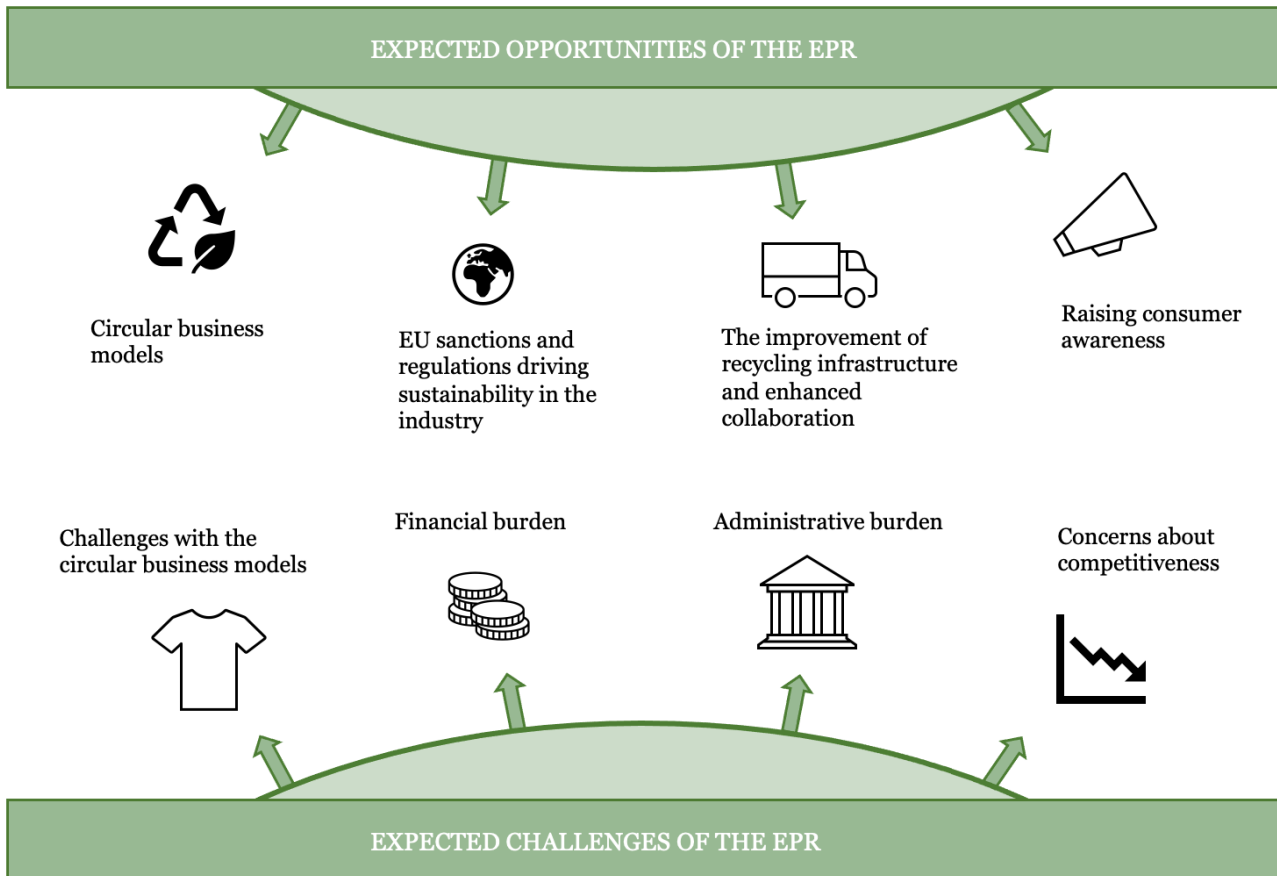 EXPECTED OPPORTUNITIES OF THE EPR
Circular business
models
EU sanctions and
regulations driving
sustainability in the
industry
The improvement of
recycling infrastructure
and enhanced
collaboration
Raising consumer
awareness
Challenges with the
circular business models
Financial burden
Administrative burden
Concerns about
competitiveness
EXPECTED CHALLENGES OF THE EPR